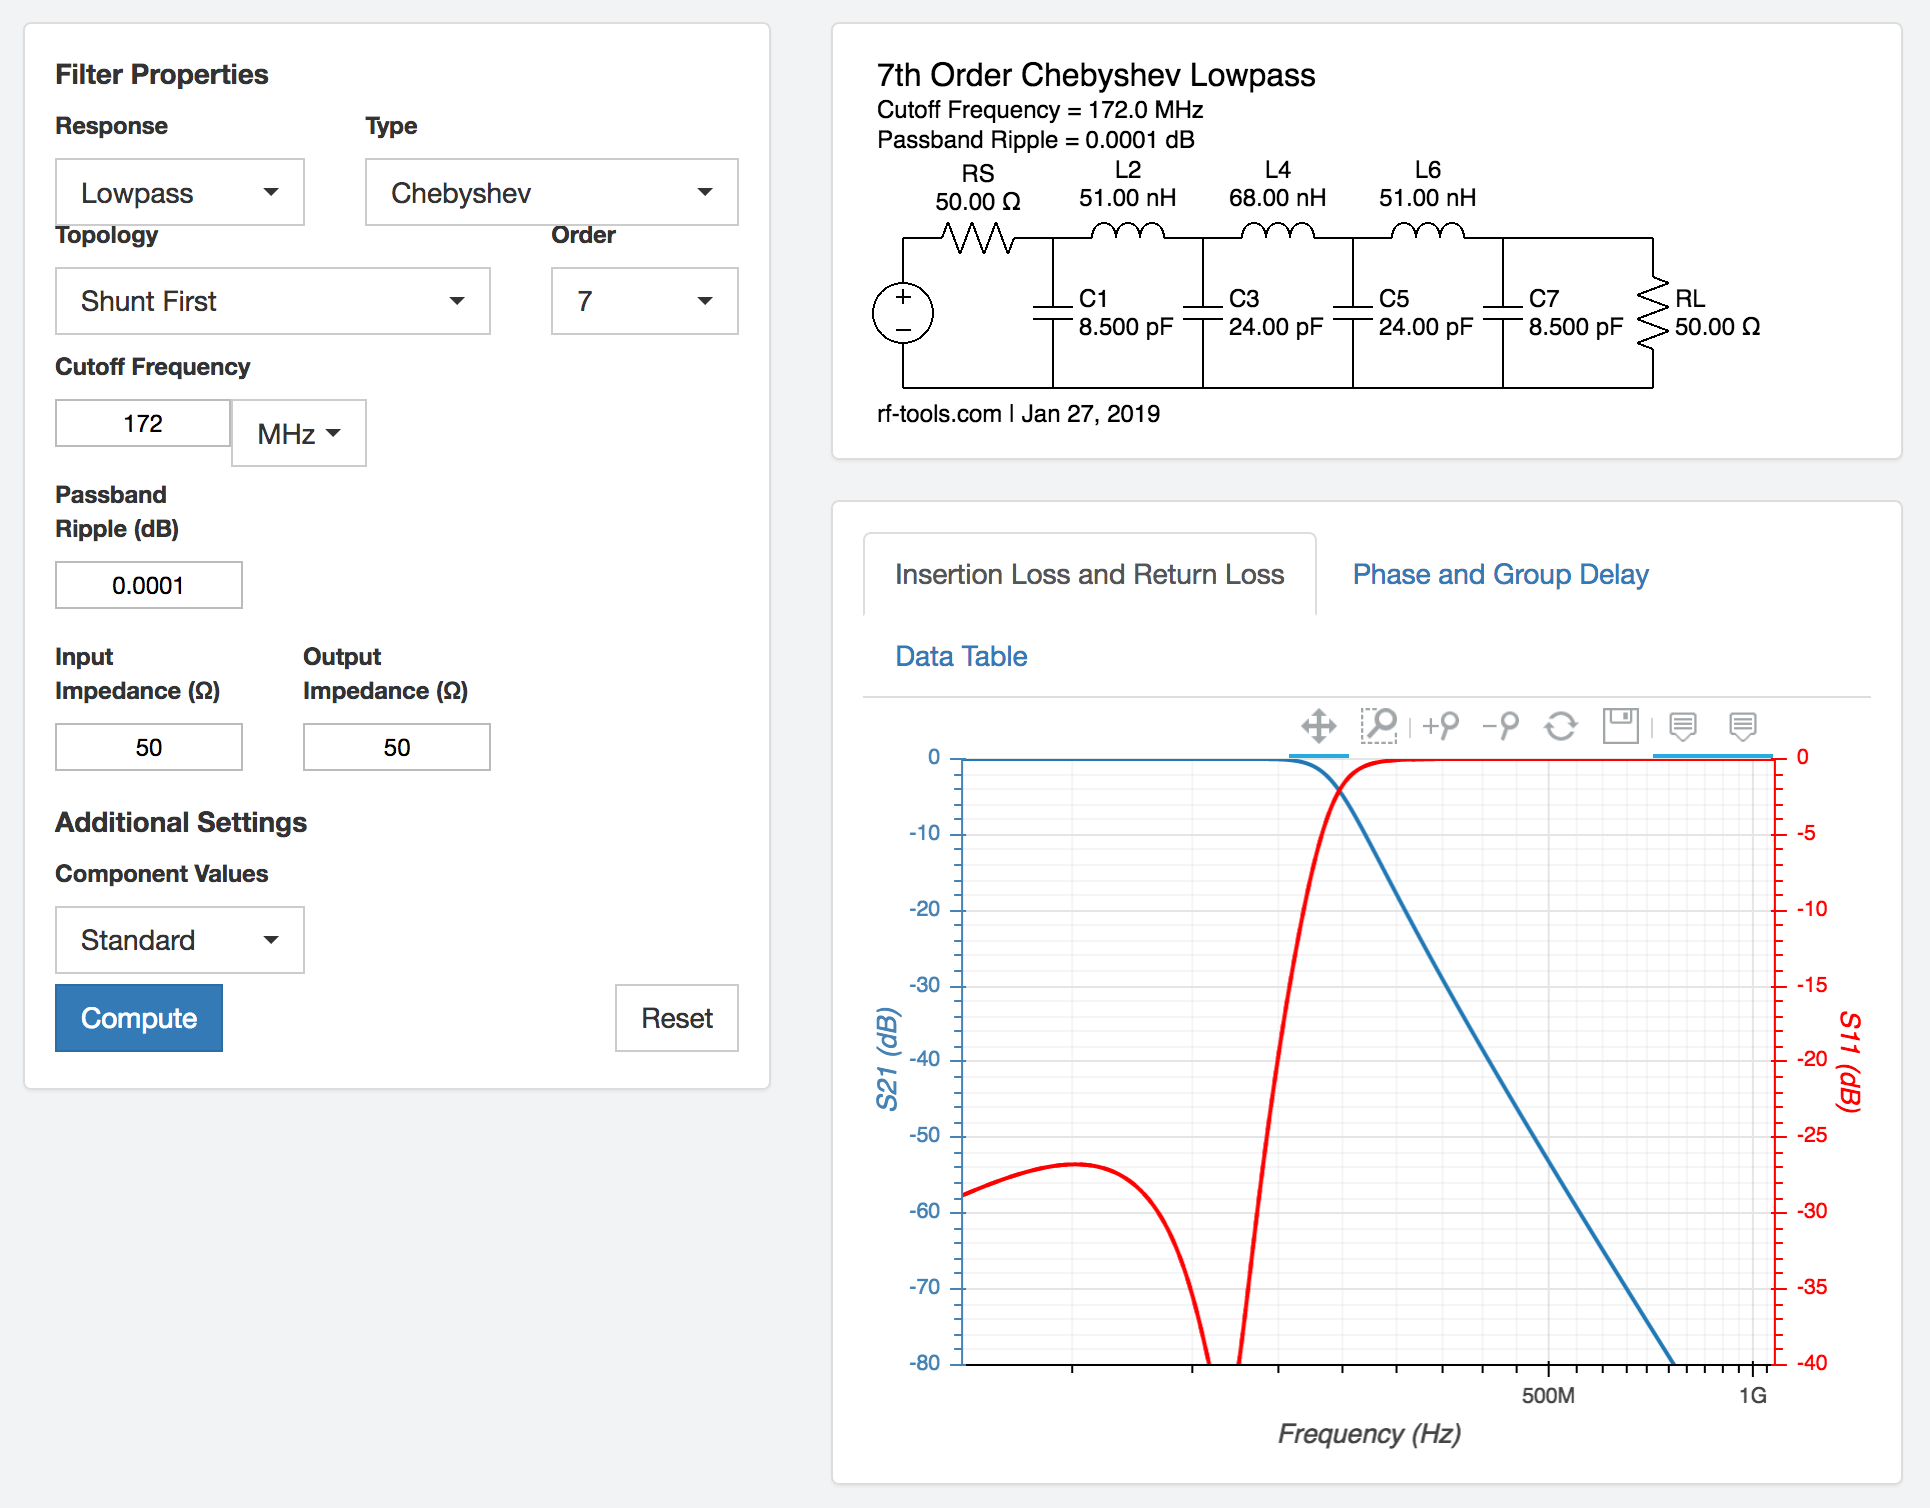 Filter Properties
Response Type
Lowpass Chebyshev
Topology Order
Shunt First 7
Cutoff Frequency
172 MHz
Passband
Ripple (dB)
0.0001
Input Output
Impedance (Ω) Impedance (Ω)
50 50
Additional Settings
Component Values
Standard
Compute Reset
7th Order Chebyshev Lowpass
Cutoff Frequency = 172.0 MHz
Passband Ripple = 0.0001 dB
RS L2 L4 L6
50.00 Ω 51.00 nH 68.00 nH 51.00 nH
+
−
C1 C3 C5 C7 RL
8.500 pF 24.00 pF 24.00 pF 8.500 pF 50.00 Ω
rf-tools.com | Jan 27, 2019
Insertion Loss and Return Loss Phase and Group Delay
Data Table
0 0
-10 -5
-20 -10
-30 -15
-40 -20
-50 -25
-60 -30
-70 -35
-80 -40
S21 (dB)
S11 (dB)
500M 1G
Frequency (Hz)